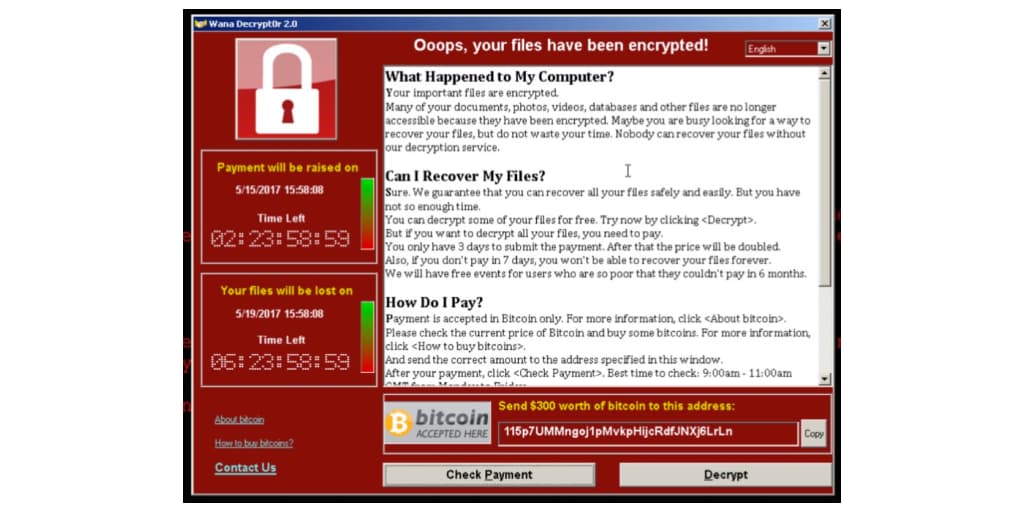 Wana Decrypt0r 2.0
Ooops, your files have been encrypted!
English
What Happened to My Computer?
Your important files are encrypted.
Many of your documents, photos, videos, databases and other files are no longer
accessible because they have been encrypted. Maybe you are busy looking for a way to
recover your files, but do not waste your time. Nobody can recover your files without
our decryption service.
Can I Recover My Files?
Sure. We guarantee that you can recover all your files safely and easily. But you have
not so enough time.
You can decrypt some of your files for free. Try now by clicking <Decrypt>.
But if you want to decrypt all your files, you need to pay.
You only have 3 days to submit the payment. After that the price will be doubled.
Also, if you don't pay in 7 days, you won't be able to recover your files forever.
We will have free events for users who are so poor that they couldn't pay in 6 months.
How Do I Pay?
Payment is accepted in Bitcoin only. For more information, click <About bitcoin>.
Please check the current price of Bitcoin and buy some bitcoins. For more information,
click <How to buy bitcoins>.
And send the correct amount to the address specified in this window.
After your payment, click <Check Payment>. Best time to check: 9:00am - 11:00am
GMT from Monday to Friday.
Payment will be raised on
5/15/2017 15:58:08
Time Left
02:23:58:59
Your files will be lost on
5/19/2017 15:58:08
Time Left
06:23:58:59
About bitcoin
How to buy bitcoins?
Contact Us
bitcoin
ACCEPTED HERE
Send $300 worth of bitcoin to this address:
115p7UMMngoj1pMvkpHijcRdfJNXj6LrLn
Copy
Check Payment
Decrypt